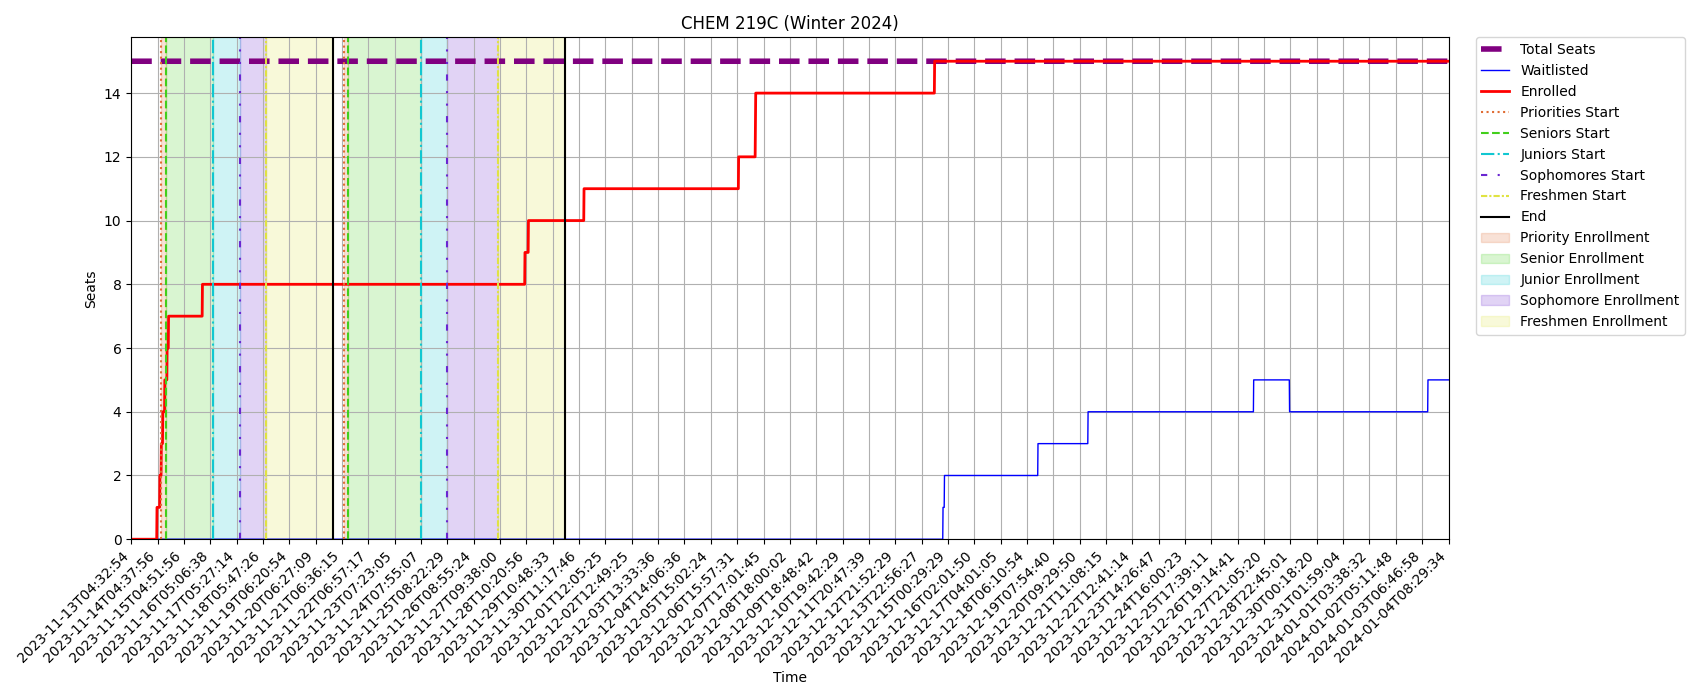 CHEM 219C (Winter 2024)
Total Seats
Waitlisted
Enrolled
Priorities Start
Seniors Start
Juniors Start
Sophomores Start
Freshmen Start
End
Priority Enrollment
Senior Enrollment
Junior Enrollment
Sophomore Enrollment
Freshmen Enrollment
Seats
14
12
10
8
6
4
2
0
2023-11-13T04:32:54
2023-11-14T04:37:56
2023-11-15T04:51:56
2023-11-16T05:06:38
2023-11-17T05:27:14
2023-11-18T05:47:26
2023-11-19T06:20:54
2023-11-20T06:27:09
2023-11-21T06:36:15
2023-11-22T06:57:17
2023-11-23T07:23:05
2023-11-24T07:55:07
2023-11-25T08:22:29
2023-11-26T08:55:24
2023-11-27T09:38:00
2023-11-28T10:20:56
2023-11-29T10:48:33
2023-11-30T11:17:46
2023-12-01T12:05:25
2023-12-02T12:49:25
2023-12-03T13:33:36
2023-12-04T14:06:36
2023-12-05T15:02:24
2023-12-06T15:57:31
2023-12-07T17:01:45
2023-12-08T18:00:02
2023-12-09T18:48:42
2023-12-10T19:42:29
2023-12-11T20:47:39
2023-12-12T21:52:29
2023-12-13T22:56:27
2023-12-15T00:29:29
2023-12-16T02:01:50
2023-12-17T04:01:05
2023-12-18T06:10:54
2023-12-19T07:54:40
2023-12-20T09:29:50
2023-12-21T11:08:15
2023-12-22T12:41:14
2023-12-23T14:26:47
2023-12-24T16:00:23
2023-12-25T17:39:11
2023-12-26T19:14:41
2023-12-27T21:05:20
2023-12-28T22:45:01
2023-12-30T00:18:20
2023-12-31T01:59:04
2024-01-01T03:38:32
2024-01-02T05:11:48
2024-01-03T06:46:58
2024-01-04T08:29:34
Time